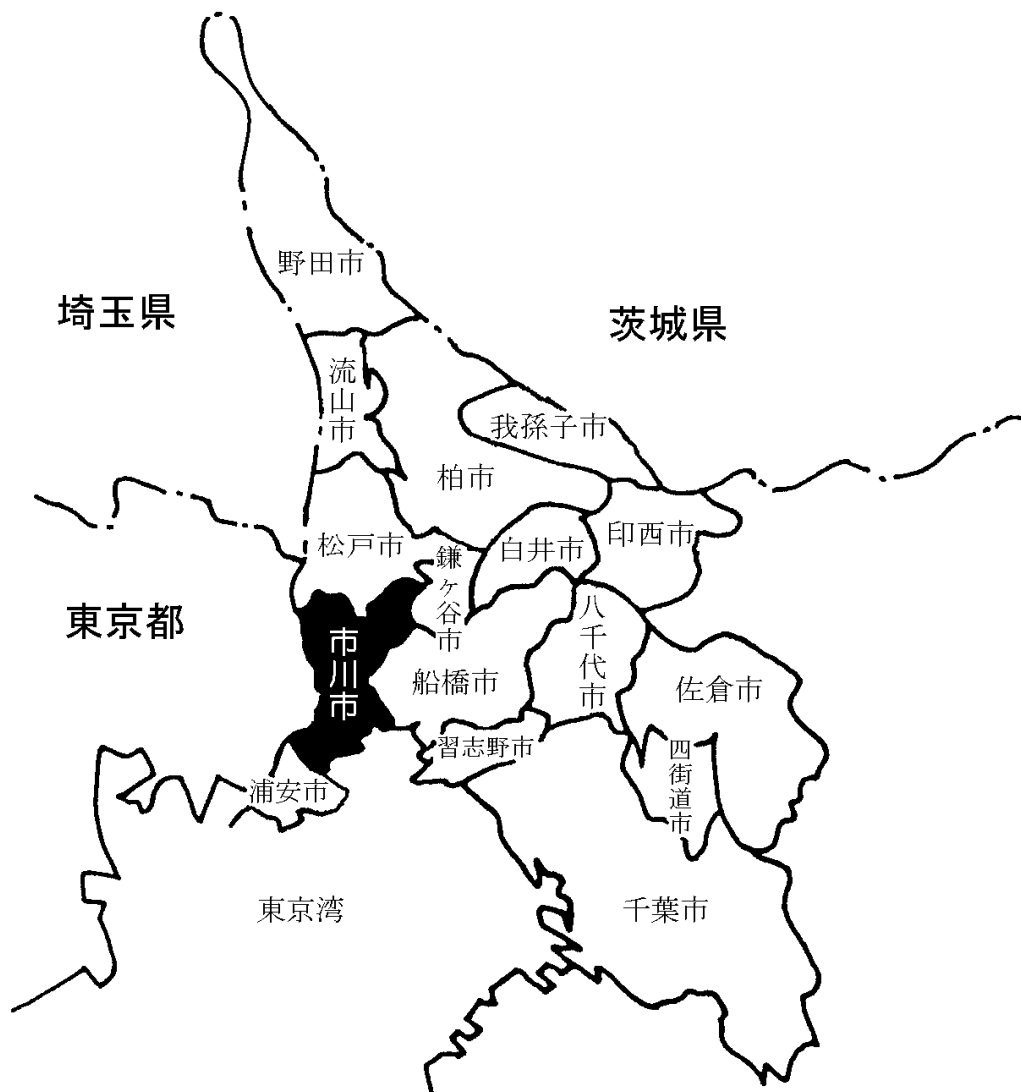 野田市
埼玉県
茨城県
流山市
我孫子市
柏市
印西市
松戸市
鎌ヶ谷市
白井市
東京都
市川市
船橋市
八千代市
佐倉市
習志野市
四街道市
浦安市
東京湾
千葉市